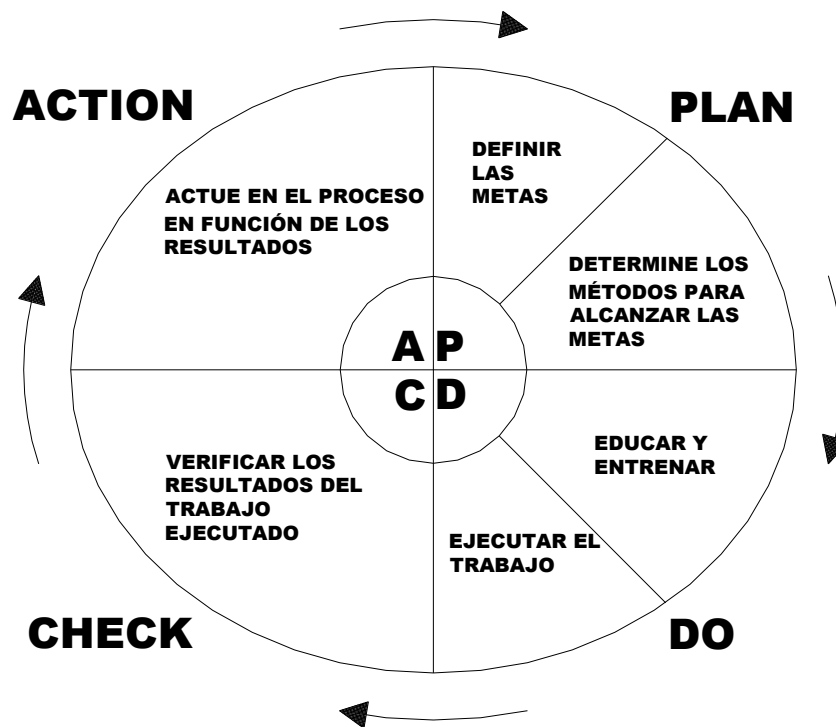 ACTION
PLAN
DEFINIR
LAS
METAS
ACTUE EN EL PROCESO
EN FUNCIÓN DE LOS
RESULTADOS
DETERMINE LOS
MÉTODOS PARA
ALCANZAR LAS
METAS
A P
C D
EDUCAR Y
ENTRENAR
VERIFICAR LOS
RESULTADOS DEL
TRABAJO
EJECUTADO
EJECUTAR EL
TRABAJO
CHECK
DO